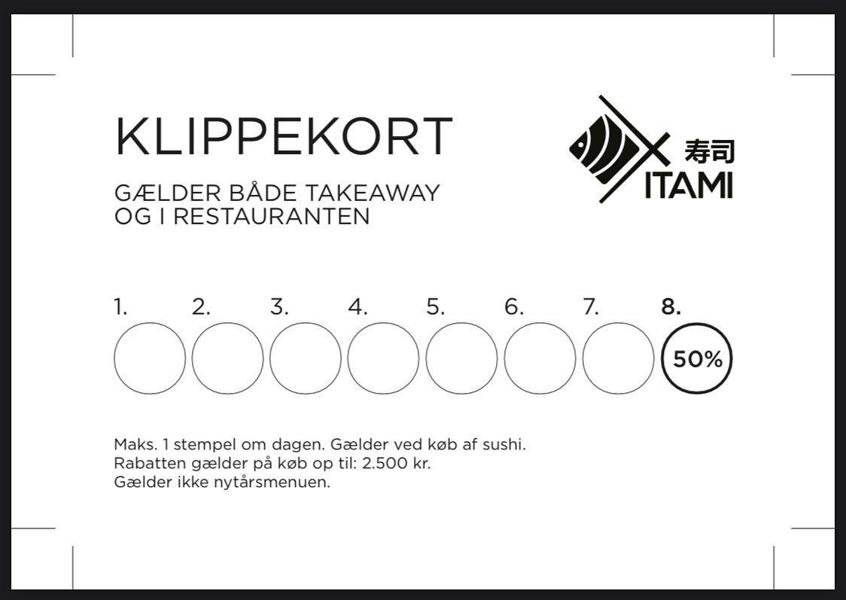 KLIPPEKORT
GÆLDER BÅDE TAKEAWAY
OG I RESTAURANTEN
寿司
ITAMI
1. 2. 3. 4. 5. 6. 7. 8.
50%
Maks. 1 stempel om dagen. Gælder ved køb af sushi.
Rabatten gælder på køb op til: 2.500 kr.
Gælder ikke nytårsmenuen.